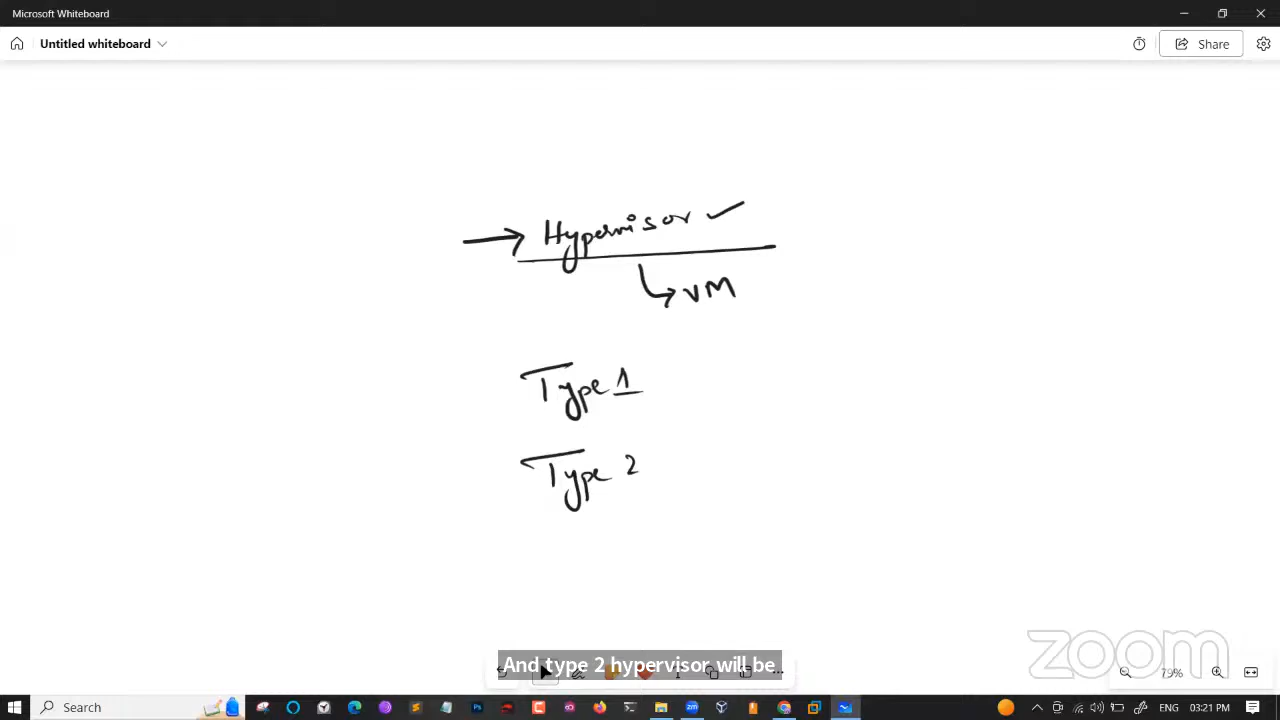 Microsoft Whiteboard
Untitled whiteboard
Share
→ Hypervisor ✓
↳ VM
Type 1
Type 2
And type 2 hypervisor will be
zoom
79%
Search
ENG
03:21 PM